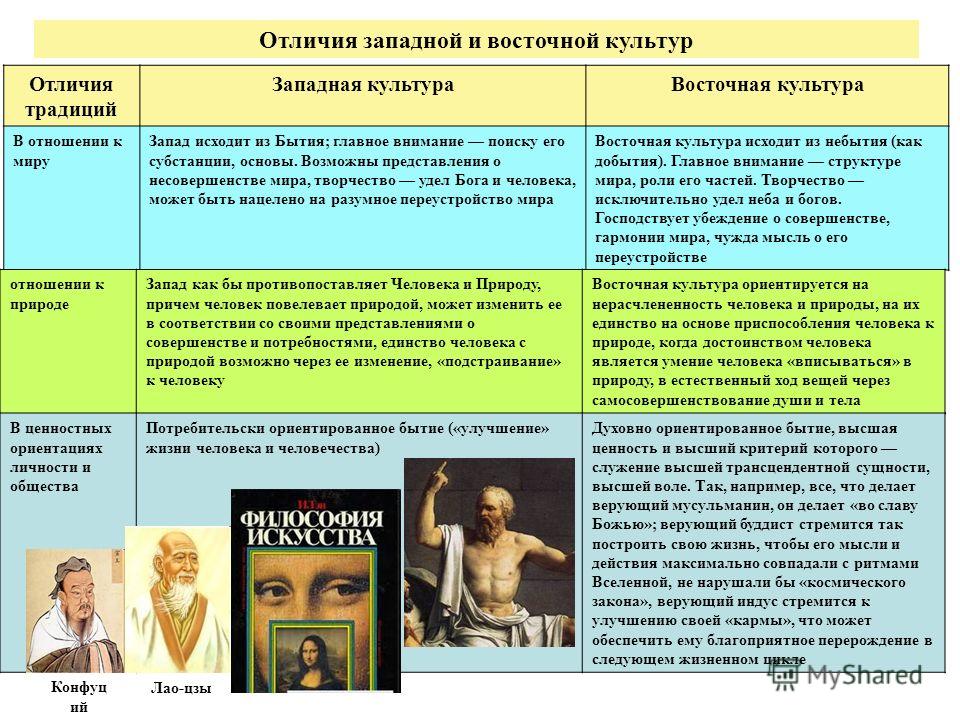 Отличия западной и восточной культур
Отличия
традиций
Западная культура
Восточная культура
В отношении к
миру
Запад исходит из Бытия; главное внимание — поиску его
субстанции, основы. Возможны представления о
несовершенстве мира, творчество — удел Бога и человека,
может быть нацелено на разумное переустройство мира
Восточная культура исходит из небытия (как
добытия). Главное внимание — структуре
мира, роли его частей. Творчество —
исключительно удел неба и богов.
Господствует убеждение о совершенстве,
гармонии мира, чужда мысль о его
переустройстве
отношении к
природе
Запад как бы противопоставляет Человека и Природу,
причем человек повелевает природой, может изменить ее
в соответствии со своими представлениями о
совершенстве и потребностями, единство человека с
природой возможно через ее изменение, «подстраивание»
к человеку
Восточная культура ориентируется на
нерасчлененность человека и природы, на их
единство на основе приспособления человека к
природе, когда достоинством человека
является умение человека «вписываться» в
природу, в естественный ход вещей через
самосовершенствование души и тела
В ценностных
ориентациях
личности и
общества
Потребительски ориентированное бытие («улучшение»
жизни человека и человечества)
Духовно ориентированное бытие, высшая
ценность и высший критерий которого —
служение высшей трансцендентной сущности,
высшей воле. Так, например, все, что делает
верующий мусульманин, он делает «во славу
Божью»; верующий буддист стремится так
построить свою жизнь, чтобы его мысли и
действия максимально совпадали с ритмами
Вселенной, не нарушали бы «космического
закона», верующий индус стремится к
улучшению своей «кармы», что может
обеспечить ему благоприятное перерождение в
следующем жизненном цикле
И.Тэн
ФИЛОСОФИЯ
ИСКУССТВА
Конфуц
ий
Лао-цзы
MyShared